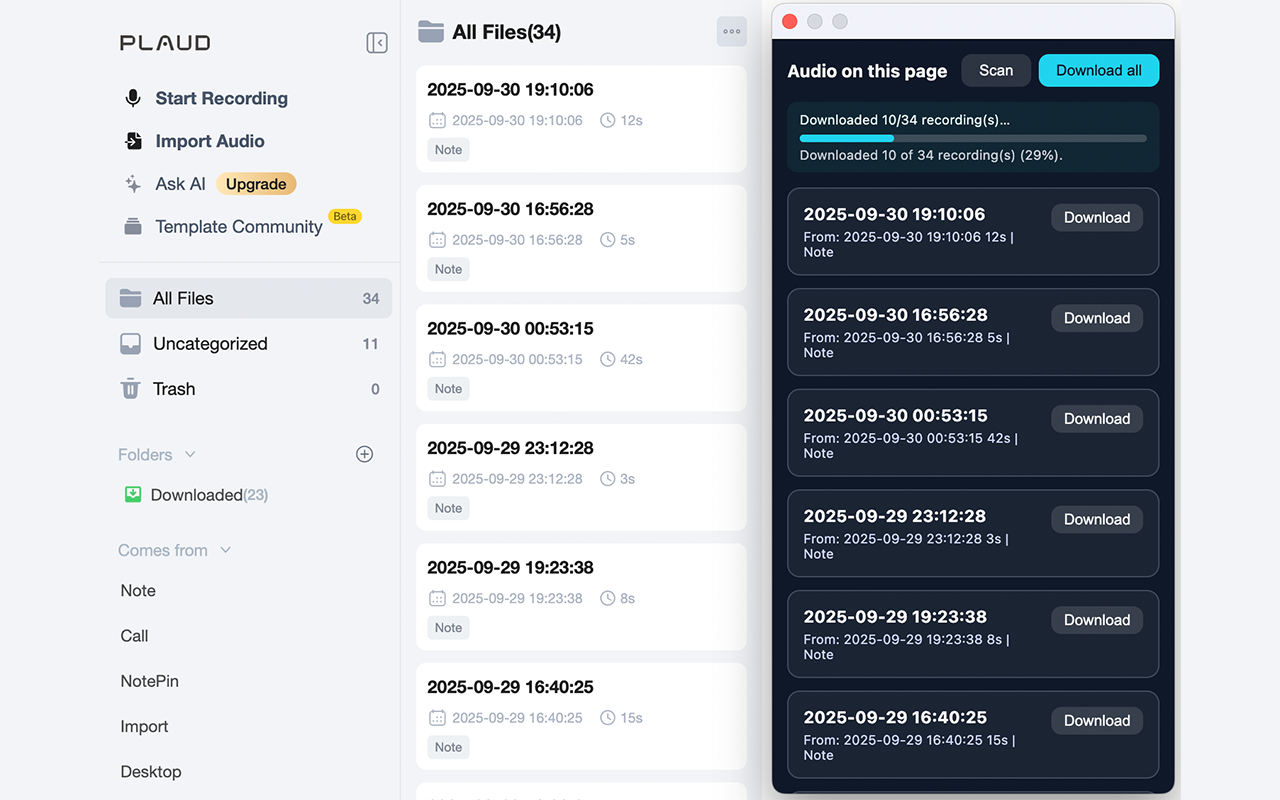 PLAUD
Start Recording
Import Audio
Ask AI Upgrade
Template Community Beta
All Files 34
Uncategorized 11
Trash 0
Folders
Downloaded(23)
Comes from
Note
Call
NotePin
Import
Desktop
All Files(34)
2025-09-30 19:10:06
2025-09-30 19:10:06 12s
Note
2025-09-30 16:56:28
2025-09-30 16:56:28 5s
Note
2025-09-30 00:53:15
2025-09-30 00:53:15 42s
Note
2025-09-29 23:12:28
2025-09-29 23:12:28 3s
Note
2025-09-29 19:23:38
2025-09-29 19:23:38 8s
Note
2025-09-29 16:40:25
2025-09-29 16:40:25 15s
Note
Audio on this page Scan Download all
Downloaded 10/34 recording(s)...
Downloaded 10 of 34 recording(s) (29%).
2025-09-30 19:10:06 Download
From: 2025-09-30 19:10:06 12s |
Note
2025-09-30 16:56:28 Download
From: 2025-09-30 16:56:28 5s |
Note
2025-09-30 00:53:15 Download
From: 2025-09-30 00:53:15 42s |
Note
2025-09-29 23:12:28 Download
From: 2025-09-29 23:12:28 3s |
Note
2025-09-29 19:23:38 Download
From: 2025-09-29 19:23:38 8s |
Note
2025-09-29 16:40:25 Download
From: 2025-09-29 16:40:25 15s |
Note